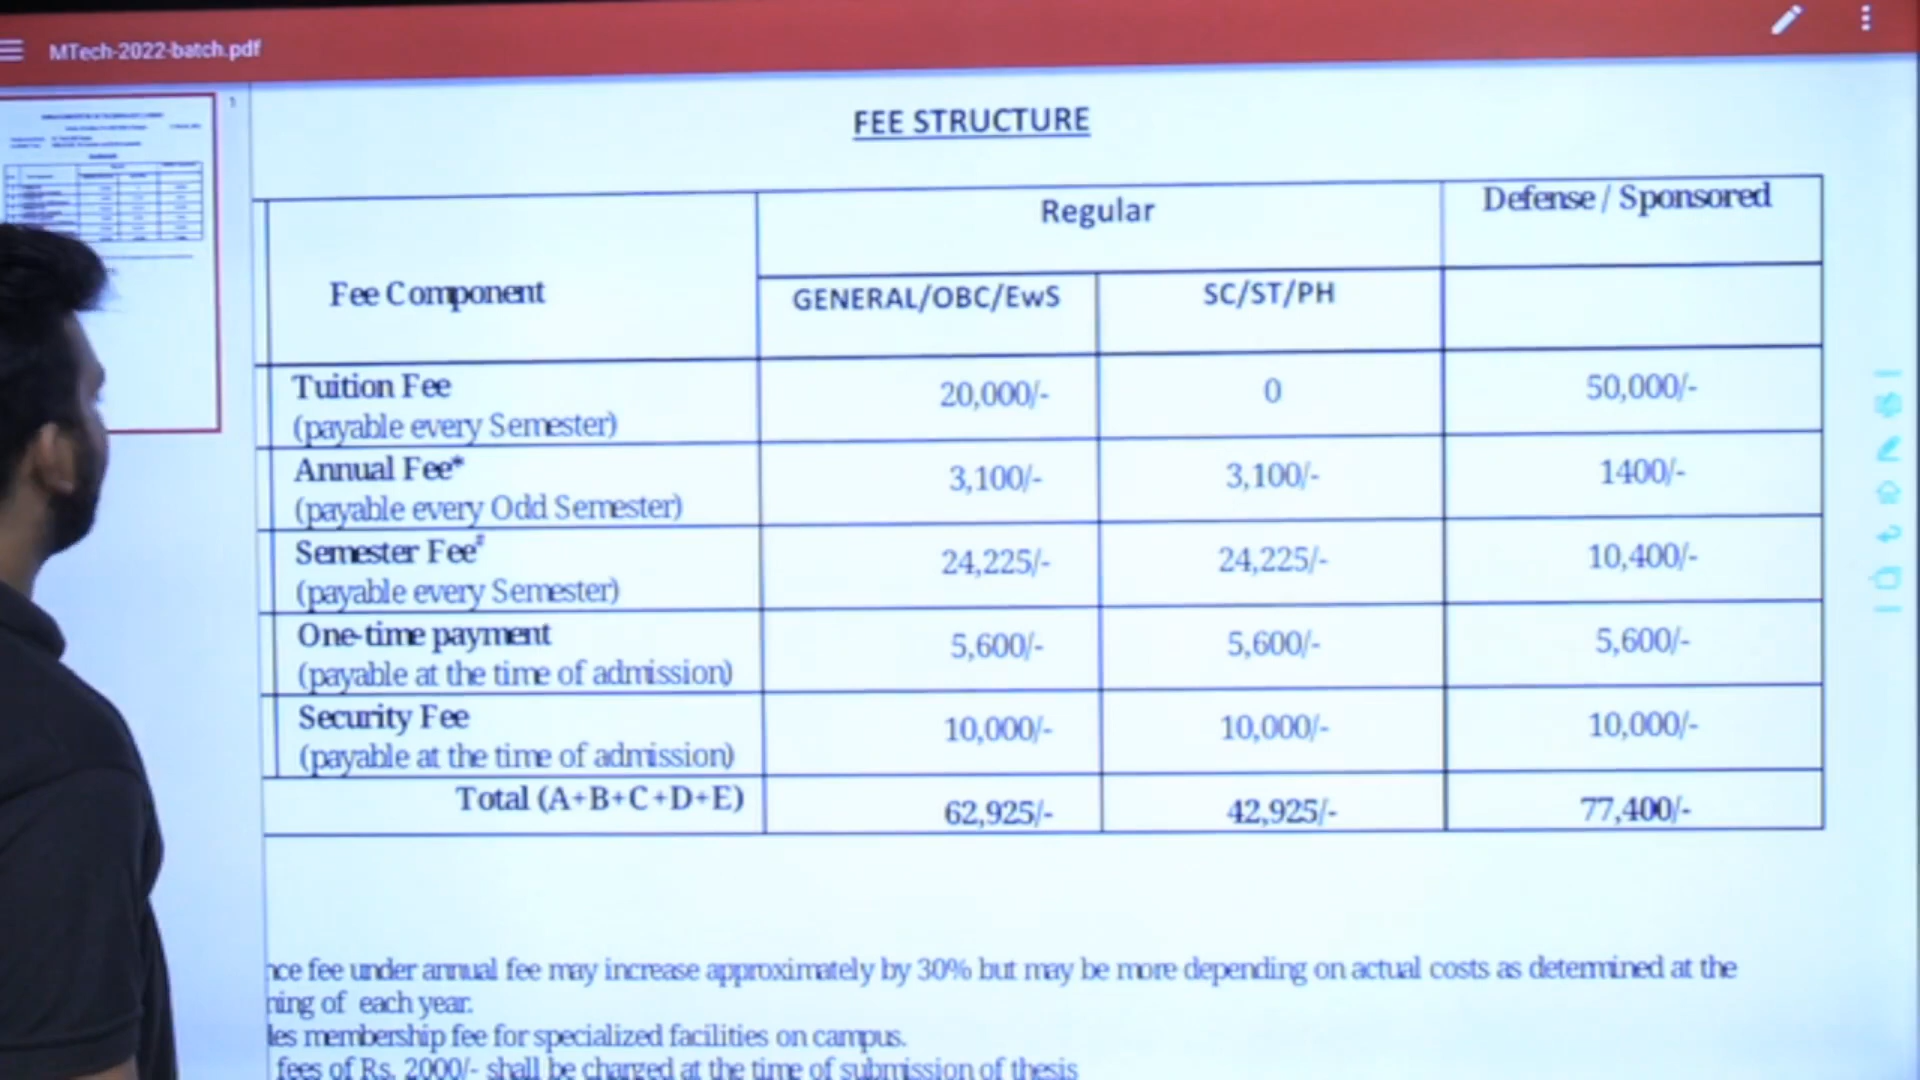 MTech-2022-batch.pdf
1
FEE STRUCTURE
Fee Component
Regular
Defense / Sponsored
GENERAL/OBC/EwS
SC/ST/PH
Tuition Fee
(payable every Semester)
20,000/-
0
50,000/-
Annual Fee*
(payable every Odd Semester)
3,100/-
3,100/-
1400/-
Semester Fee#
(payable every Semester)
24,225/-
24,225/-
10,400/-
One-time payment
(payable at the time of admission)
5,600/-
5,600/-
5,600/-
Security Fee
(payable at the time of admission)
10,000/-
10,000/-
10,000/-
Total (A+B+C+D+E)
62,925/-
42,925/-
77,400/-
fee under annual fee may increase approximately by 30% but may be more depending on actual costs as determined at the
of each year.
membership fee for specialized facilities on campus.
fees of Rs. 2000/- shall be charged at the time of submission of thesis